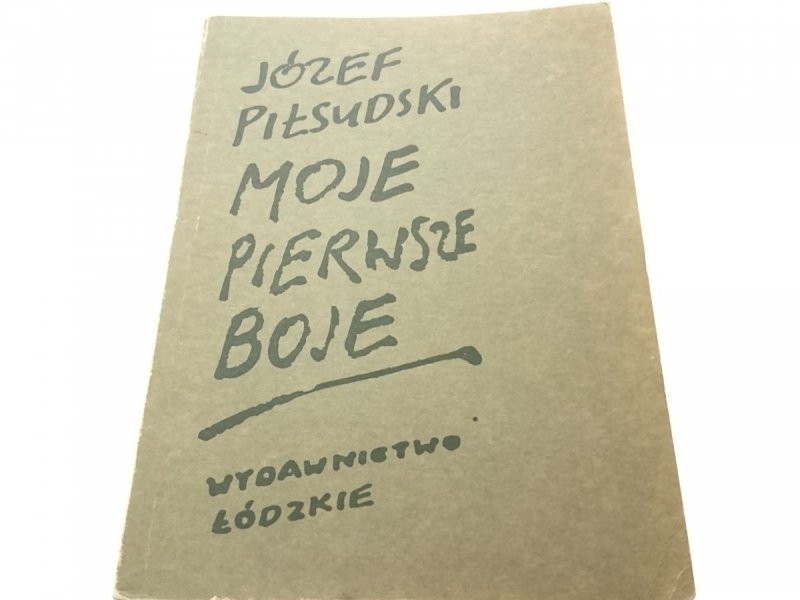 JÓZEF
PIŁSUDSKI
MOJE
PIERWSZE
BOJE
WYDAWNICTWO
ŁÓDZKIE